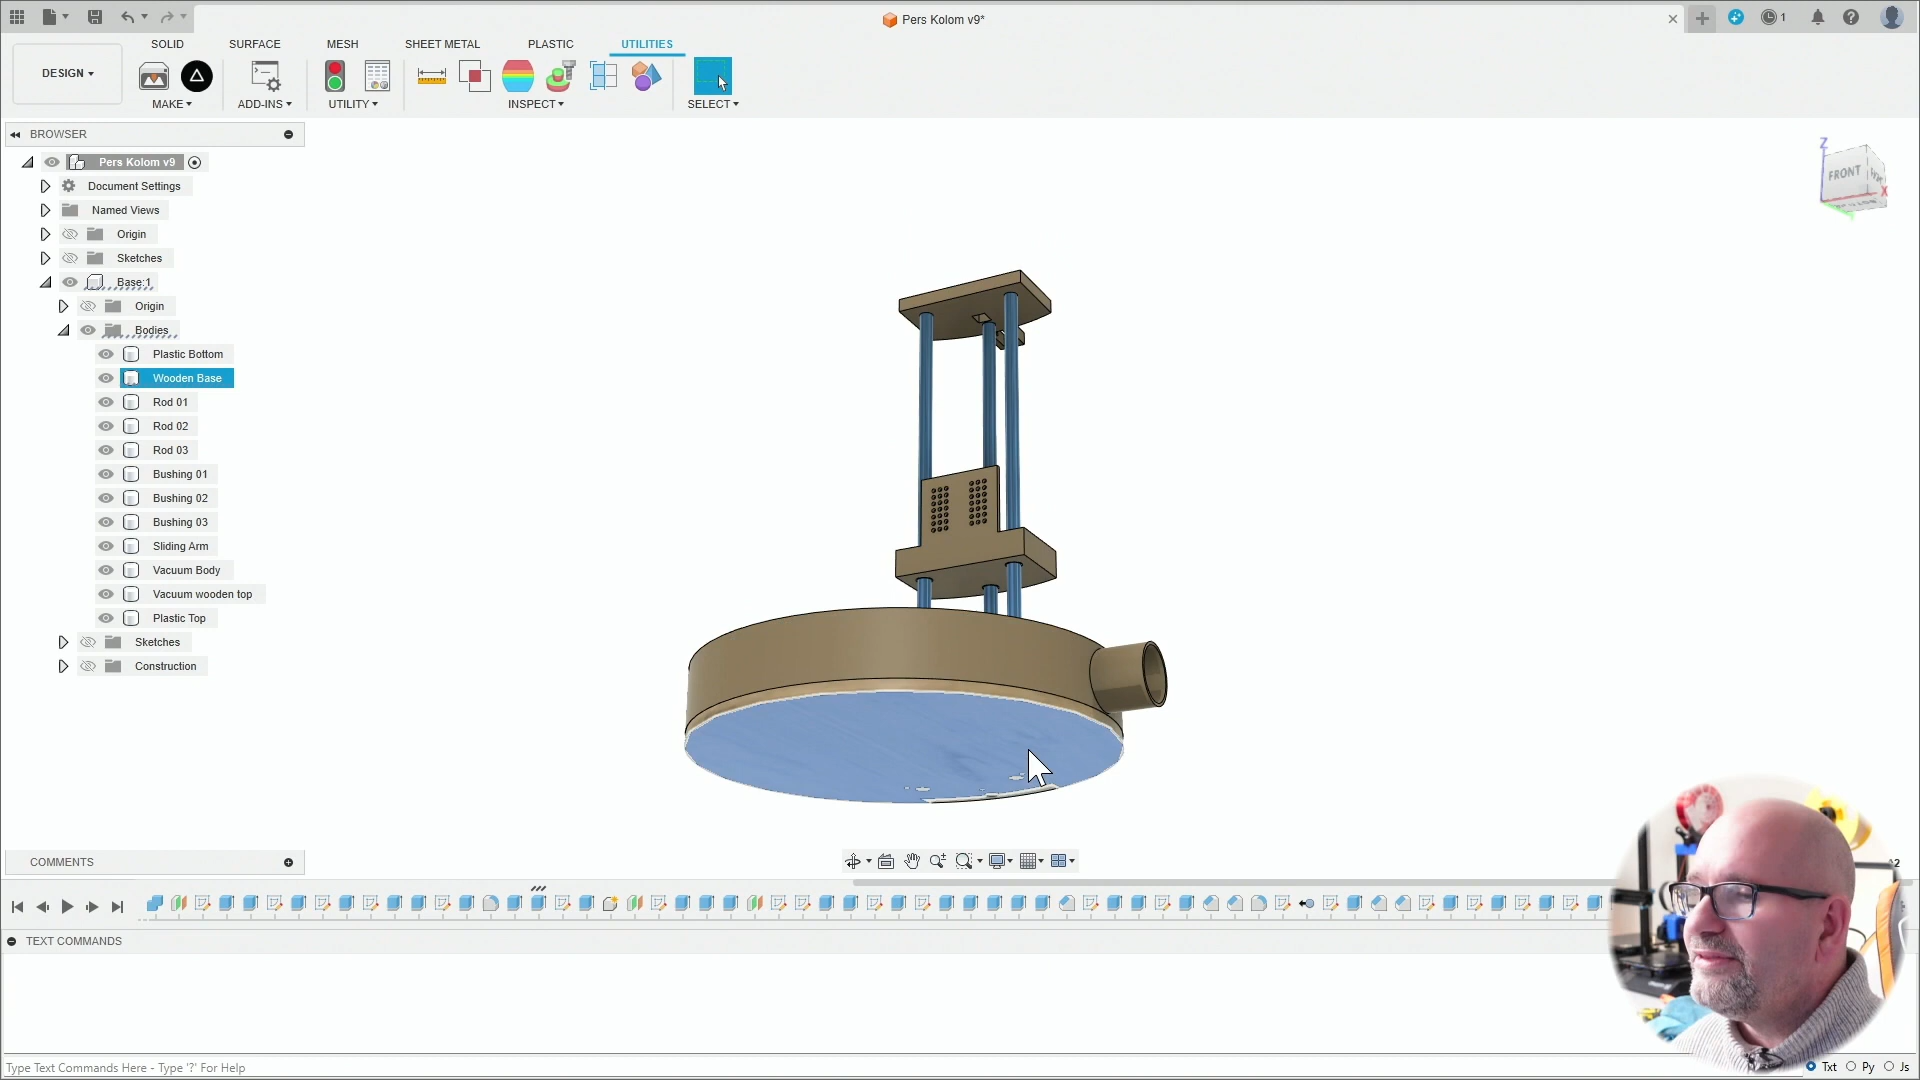 Pers Kolom v9*
1
DESIGN
SOLID
SURFACE
MESH
SHEET METAL
PLASTIC
UTILITIES
MAKE
ADD-INS
UTILITY
INSPECT
SELECT
BROWSER
Pers Kolom v9
Document Settings
Named Views
Origin
Sketches
Base:1
Origin
Bodies
Plastic Bottom
Wooden Base
Rod 01
Rod 02
Rod 03
Bushing 01
Bushing 02
Bushing 03
Sliding Arm
Vacuum Body
Vacuum wooden top
Plastic Top
Sketches
Construction
Z
FRONT
X
COMMENTS
TEXT COMMANDS
Type Text Commands Here - Type '?' For Help
Txt
Py
Js